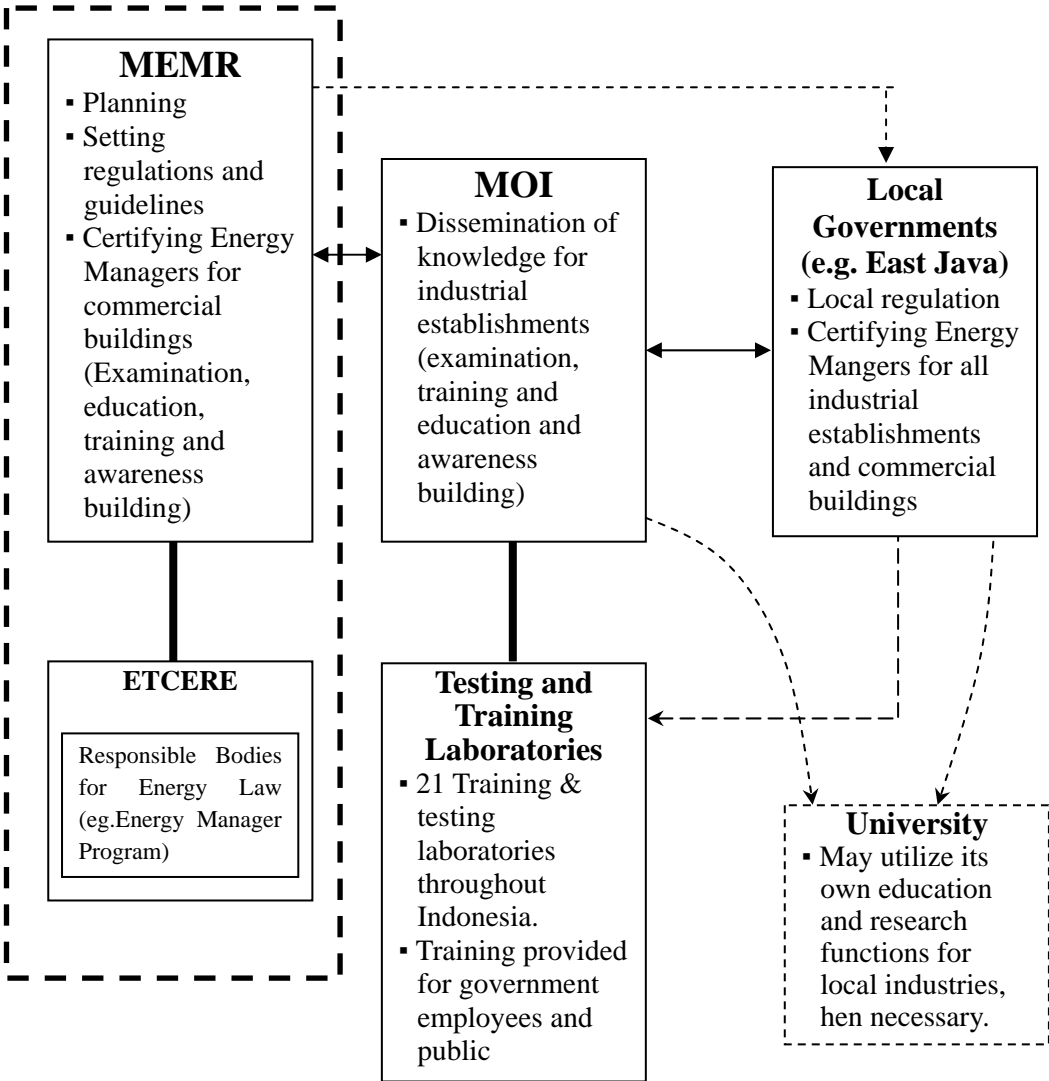 MEMR
▪ Planning
▪ Setting
regulations and
guidelines
▪ Certifying Energy
Managers for
commercial
buildings
(Examination,
education,
training and
awareness
building)
MOI
▪ Dissemination of
knowledge for
industrial
establishments
(examination,
training and
education and
awareness
building)
Local
Governments
(e.g. East Java)
▪ Local regulation
▪ Certifying Energy
Mangers for all
industrial
establishments
and commercial
buildings
ETCERE
Responsible Bodies
for Energy Law
(eg.Energy Manager
Program)
Testing and
Training
Laboratories
▪ 21 Training &
testing
laboratories
throughout
Indonesia.
▪ Training provided
for government
employees and
public
University
▪ May utilize its
own education
and research
functions for
local industries,
hen necessary.